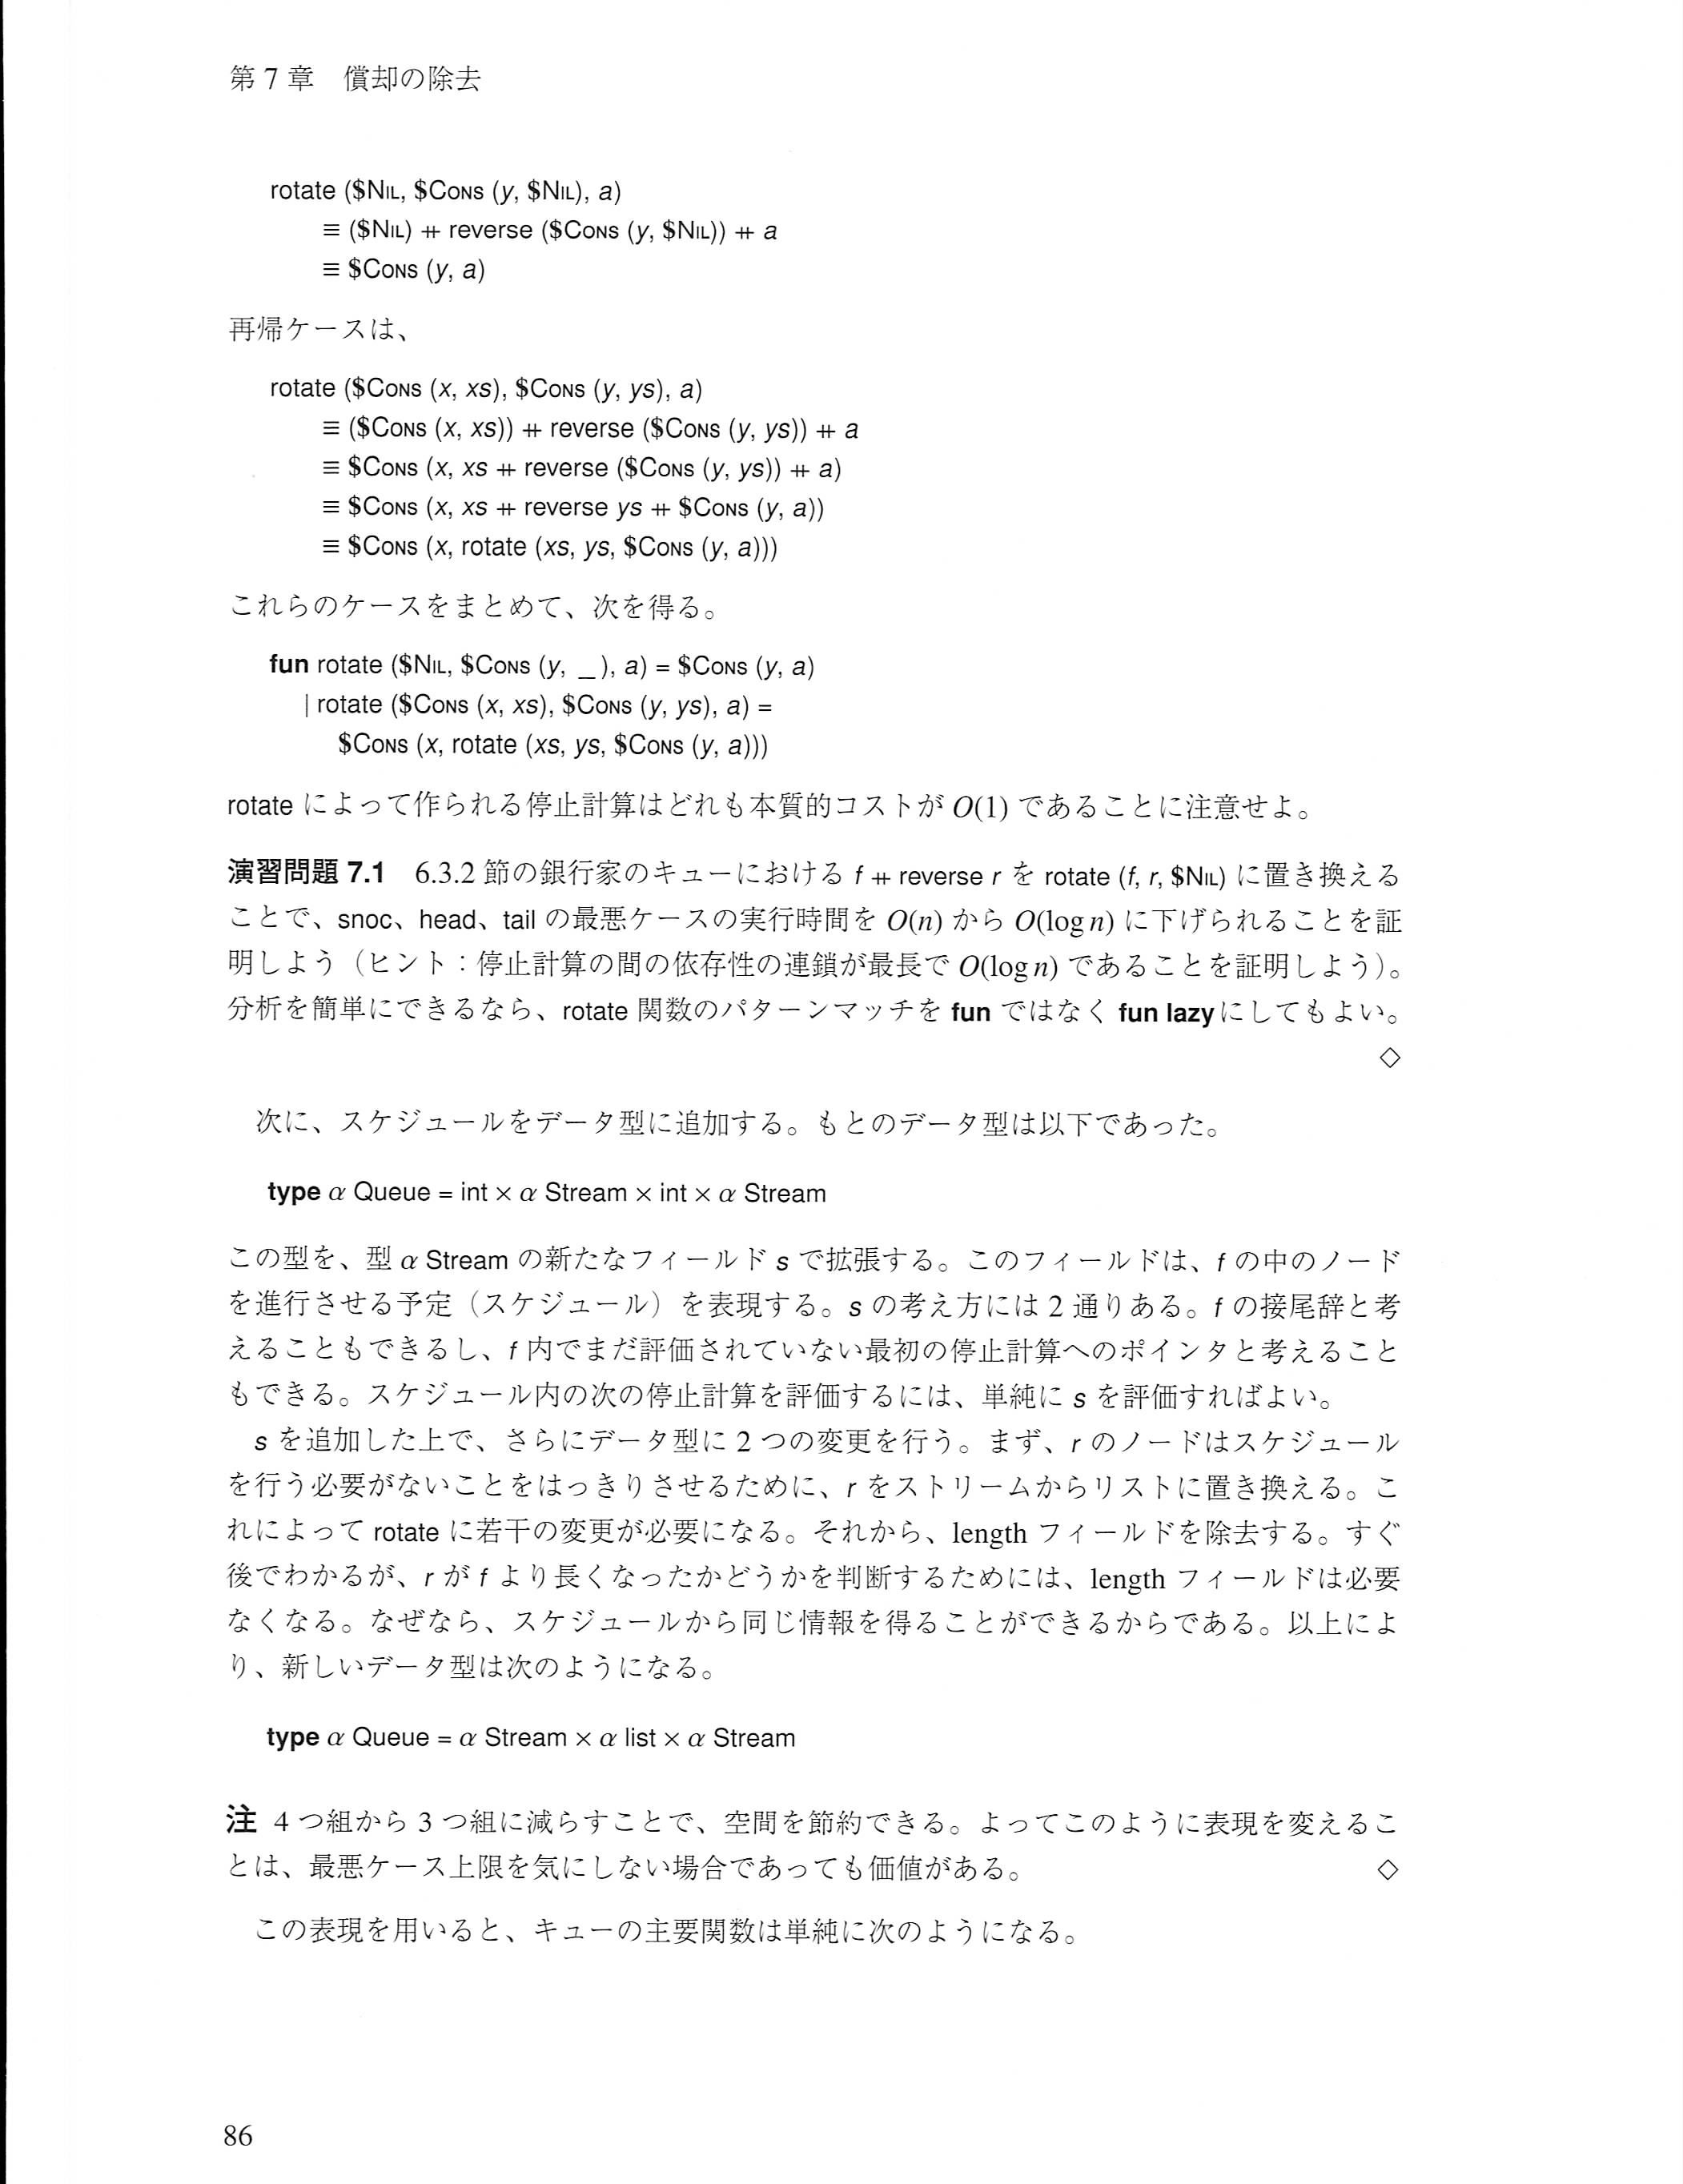 第 7 章　償却の除去
rotate ($NIL, $CONS (y, $NIL), a)
≡ ($NIL) ⧺ reverse ($CONS (y, $NIL)) ⧺ a
≡ $CONS (y, a)
再帰ケースは、
rotate ($CONS (x, xs), $CONS (y, ys), a)
≡ ($CONS (x, xs)) ⧺ reverse ($CONS (y, ys)) ⧺ a
≡ $CONS (x, xs ⧺ reverse ($CONS (y, ys)) ⧺ a)
≡ $CONS (x, xs ⧺ reverse ys ⧺ $CONS (y, a))
≡ $CONS (x, rotate (xs, ys, $CONS (y, a)))
これらのケースをまとめて、次を得る。
fun rotate ($NIL, $CONS (y, _ ), a) = $CONS (y, a)
| rotate ($CONS (x, xs), $CONS (y, ys), a) =
$CONS (x, rotate (xs, ys, $CONS (y, a)))
rotate によって作られる停止計算はどれも本質的コストが O(1) であることに注意せよ。
演習問題 7.1　6.3.2 節の銀行家のキューにおける f ⧺ reverse r を rotate (f, r, $NIL) に置き換える
ことで、snoc、head、tail の最悪ケースの実行時間を O(n) から O(log n) に下げられることを証
明しよう（ヒント：停止計算の間の依存性の連鎖が最長で O(log n) であることを証明しよう）。
分析を簡単にできるなら、rotate 関数のパターンマッチを fun ではなく fun lazyにしてもよい。
◇
次に、スケジュールをデータ型に追加する。もとのデータ型は以下であった。
type α Queue = int × α Stream × int × α Stream
この型を、型 α Stream の新たなフィールド s で拡張する。このフィールドは、f の中のノード
を進行させる予定（スケジュール）を表現する。s の考え方には 2 通りある。f の接尾辞と考
えることもできるし、f 内でまだ評価されていない最初の停止計算へのポインタと考えること
もできる。スケジュール内の次の停止計算を評価するには、単純に s を評価すればよい。
s を追加した上で、さらにデータ型に 2 つの変更を行う。まず、r のノードはスケジュール
を行う必要がないことをはっきりさせるために、r をストリームからリストに置き換える。こ
れによって rotate に若干の変更が必要になる。それから、length フィールドを除去する。すぐ
後でわかるが、r が f より長くなったかどうかを判断するためには、length フィールドは必要
なくなる。なぜなら、スケジュールから同じ情報を得ることができるからである。以上によ
り、新しいデータ型は次のようになる。
type α Queue = α Stream × α list × α Stream
注 4 つ組から 3 つ組に減らすことで、空間を節約できる。よってこのように表現を変えるこ
とは、最悪ケース上限を気にしない場合であっても価値がある。 ◇
この表現を用いると、キューの主要関数は単純に次のようになる。
86